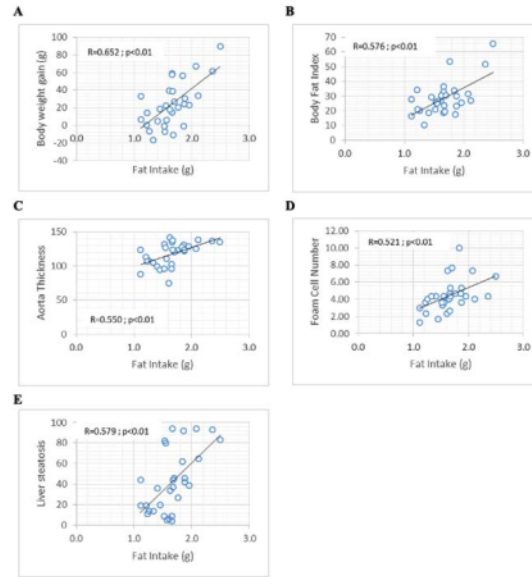 A
R=0.652 ; p<0.01
Body weight gain (g)
100
80
60
40
20
0
-20
-40
0.0 1.0 2.0 3.0
Fat Intake (g)
B
R=0.576 ; p<0.01
Body Fat Index
70
60
50
40
30
20
10
0
0.0 1.0 2.0 3.0
Fat Intake (g)
C
R=0.550 ; p<0.01
Aorta Thickness
150
100
50
0
0.0 1.0 2.0 3.0
Fat Intake (g)
D
R=0.521 ; p<0.01
Foam Cell Number
12.00
10.00
8.00
6.00
4.00
2.00
0.00
0.0 1.0 2.0 3.0
Fat Intake (g)
E
R=0.579 ; p<0.01
Liver steatosis
100
80
60
40
20
0
0.0 1.0 2.0 3.0
Fat Intake (g)